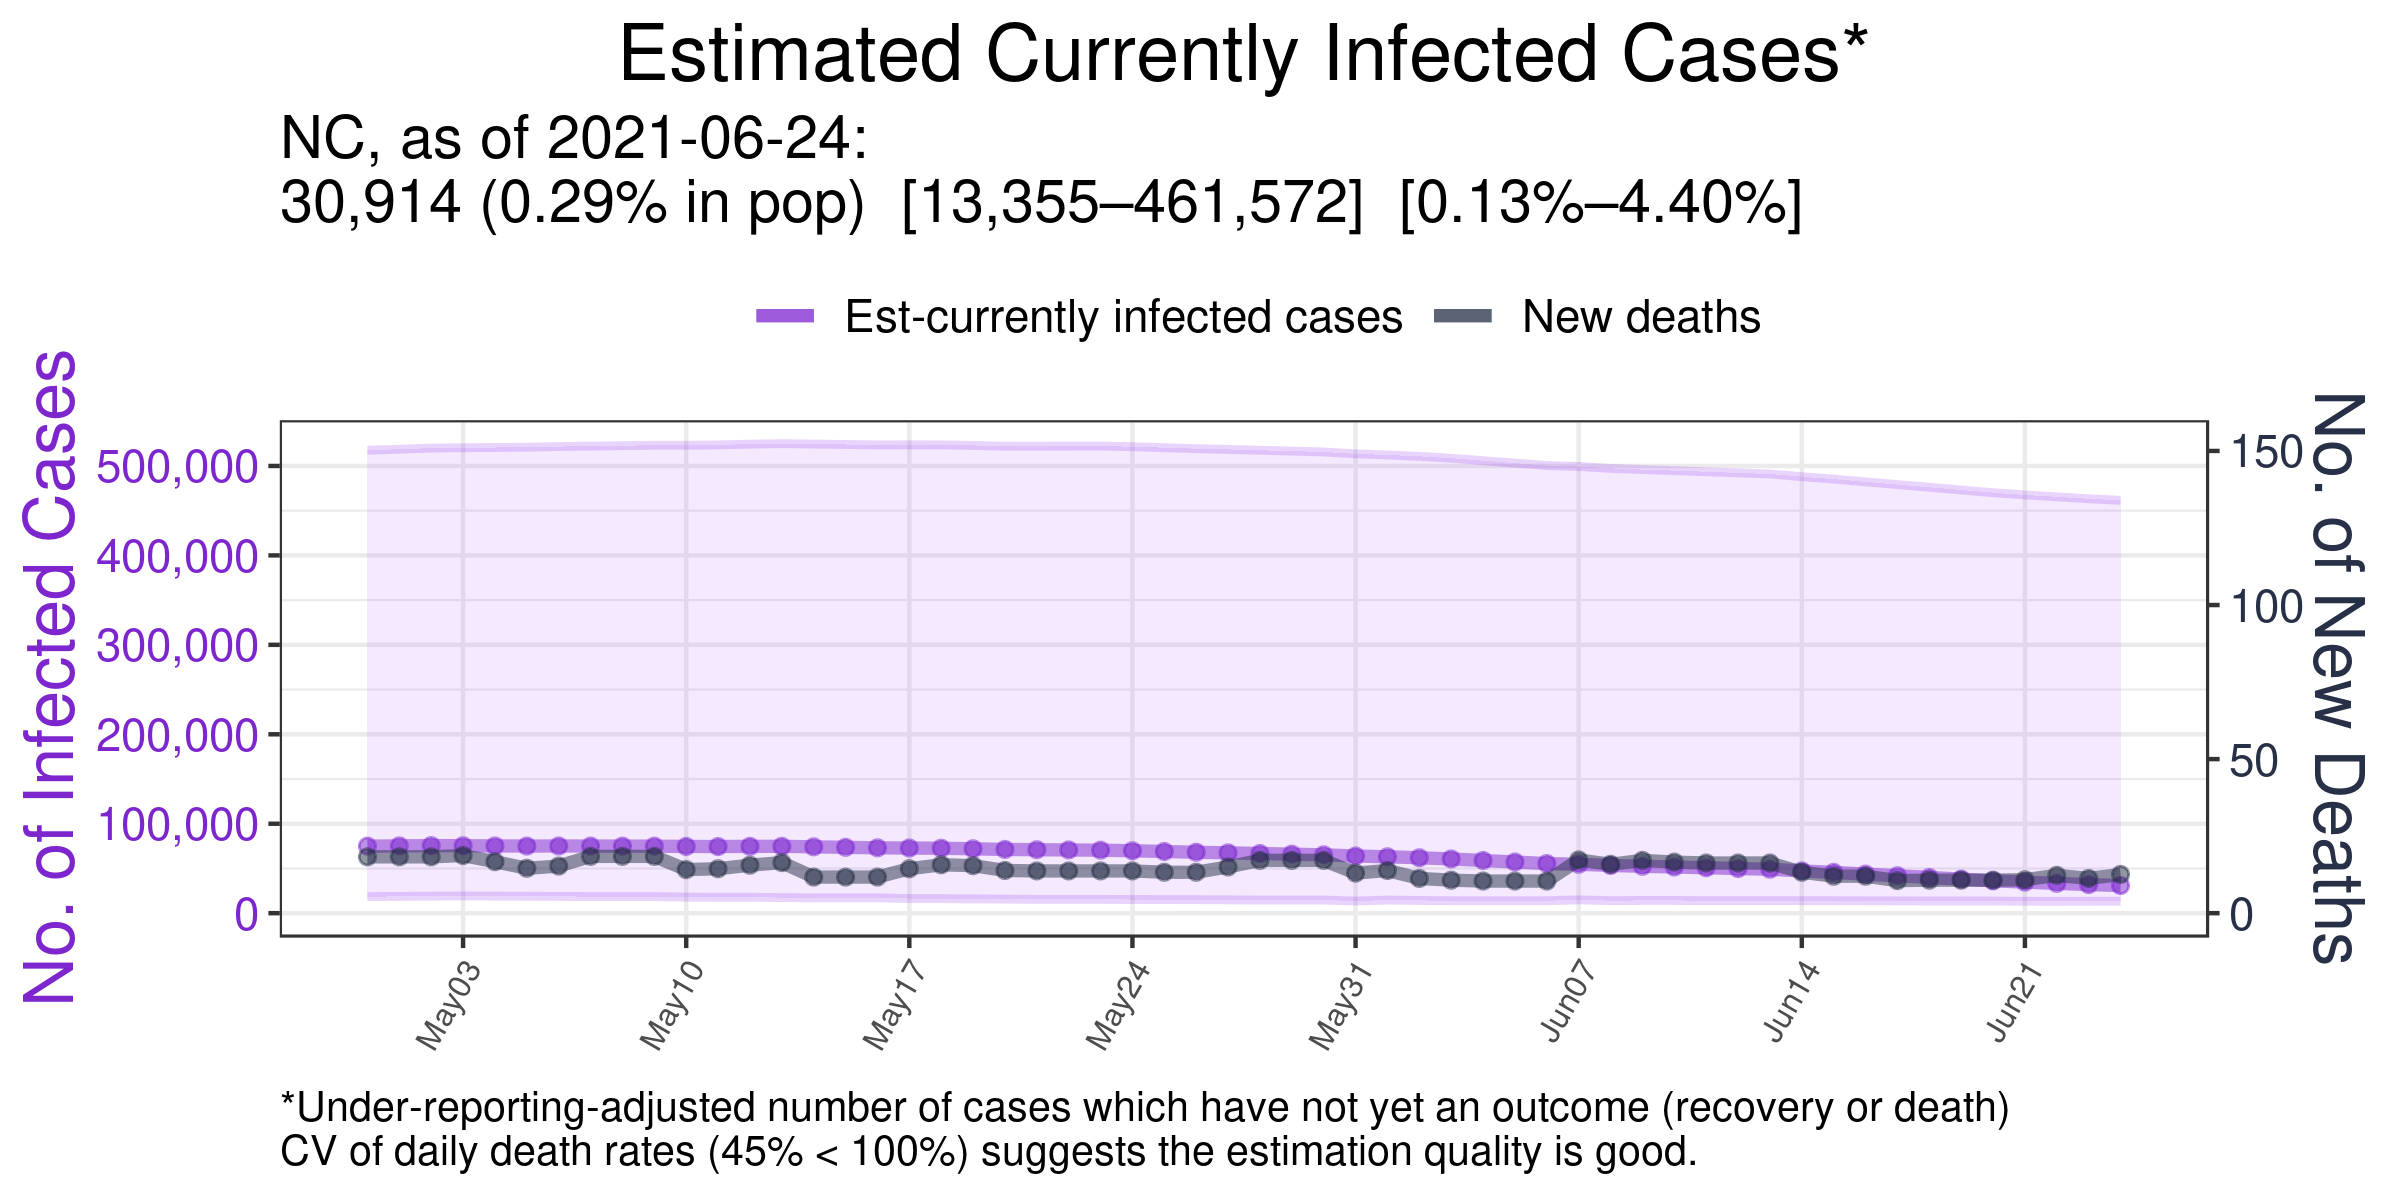 Estimated Currently Infected Cases*
NC, as of 2021-06-24:
30,914 (0.29% in pop)  [13,355–461,572]  [0.13%–4.40%]
Est-currently infected cases
New deaths
No. of Infected Cases
500,000
400,000
300,000
200,000
100,000
0
150
100
50
0
No. of New Deaths
May03
May10
May17
May24
May31
Jun07
Jun14
Jun21
*Under-reporting-adjusted number of cases which have not yet an outcome (recovery or death)
CV of daily death rates (45% < 100%) suggests the estimation quality is good.